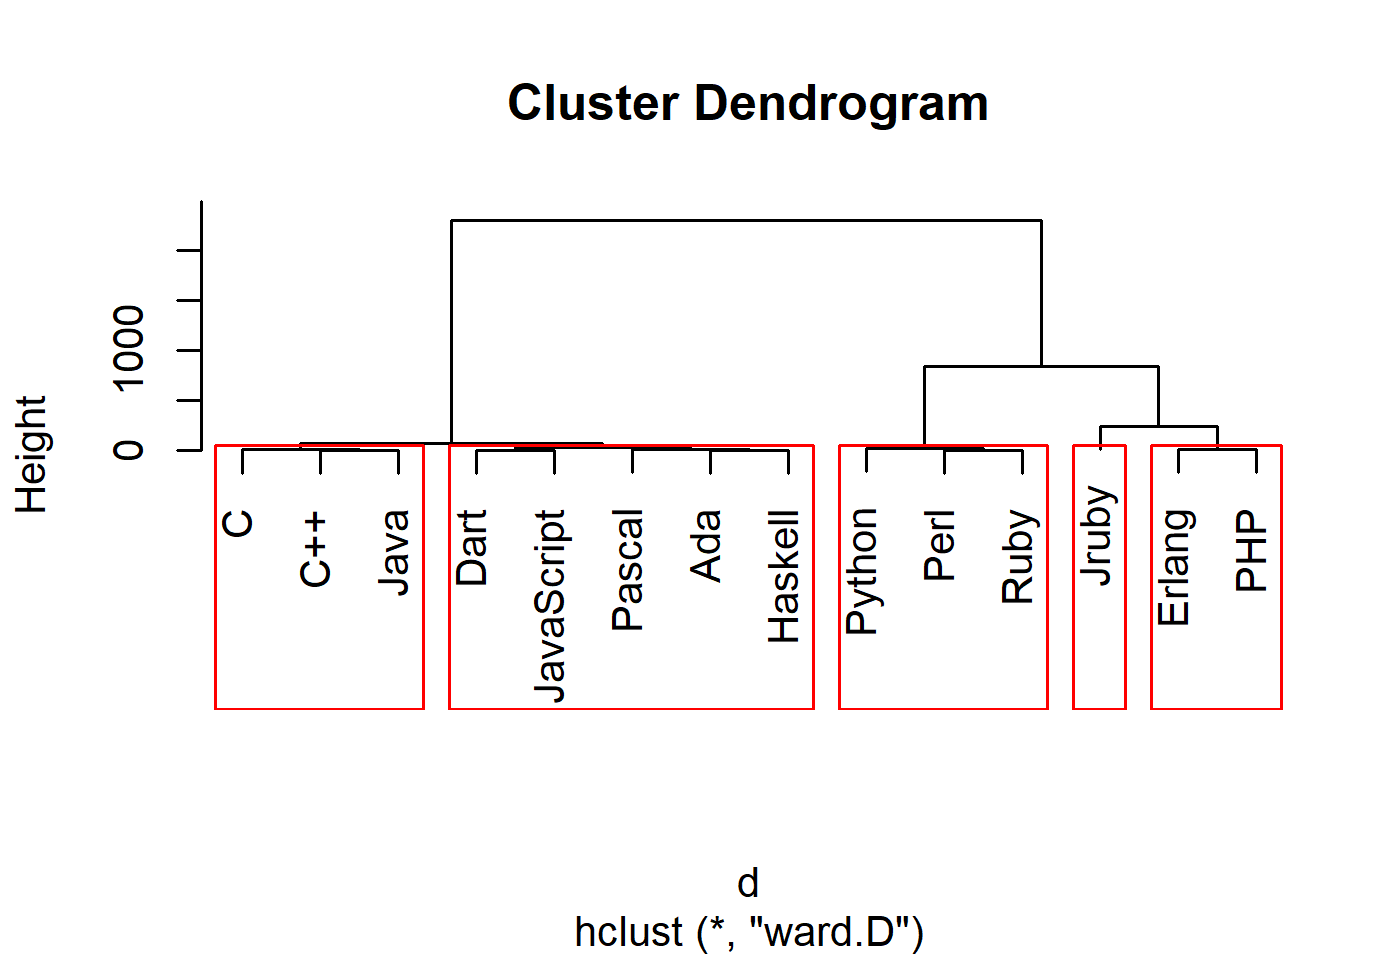 Cluster Dendrogram
Height
0
1000
C
C++
Java
Dart
JavaScript
Pascal
Ada
Haskell
Python
Perl
Ruby
Jruby
Erlang
PHP
d
hclust (*, "ward.D")